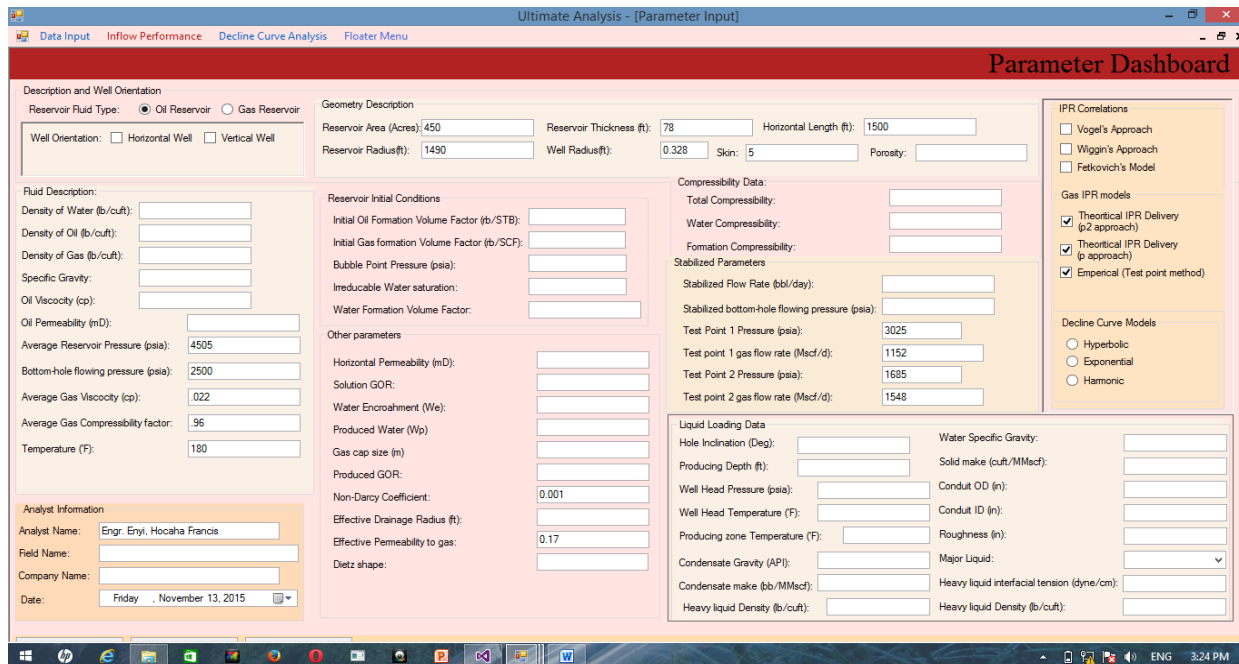 Ultimate Analysis - [Parameter Input]
Data Input Inflow Performance Decline Curve Analysis Floater Menu
Parameter Dashboard
Description and Well Orientation
Reservoir Fluid Type: Oil Reservoir Gas Reservoir
Well Orientation: Horizontal Well Vertical Well
Geometry Description
Reservoir Area (Acres): 450 Reservoir Thickness (ft): 78 Horizontal Length (ft): 1500
Reservoir Radius(ft): 1490 Well Radius(ft): 0.328 Skin: 5 Porosity:
IPR Correlations
Vogel's Approach
Wiggin's Approach
Fetkovich's Model
Gas IPR models
Theoritical IPR Delivery
(p2 approach)
Theoritical IPR Delivery
(p approach)
Emperical (Test point method)
Decline Curve Models
Hyperbolic
Exponential
Harmonic
Fluid Description:
Density of Water (lb/cuft):
Density of Oil (lb/cuft):
Density of Gas (lb/cuft):
Specific Gravity:
Oil Viscocity (cp):
Oil Permeability (mD):
Average Reservoir Pressure (psia): 4505
Bottom-hole flowing pressure (psia): 2500
Average Gas Viscocity (cp): .022
Average Gas Compressibility factor: .96
Temperature (°F): 180
Analyst Information
Analyst Name: Engr. Enyi, Hocaha Francis
Field Name:
Company Name:
Date: Friday , November 13, 2015
Reservoir Initial Conditions
Initial Oil Formation Volume Factor (rb/STB):
Initial Gas formation Volume Factor (rb/SCF):
Bubble Point Pressure (psia):
Irreducable Water saturation:
Water Formation Volume Factor:
Other parameters
Horizontal Permeability (mD):
Solution GOR:
Water Encroahment (We):
Produced Water (Wp)
Gas cap size (m)
Produced GOR:
Non-Darcy Coefficient: 0.001
Effective Drainage Radius (ft):
Effective Permeability to gas: 0.17
Dietz shape:
Compressibility Data:
Total Compressibility:
Water Compressibility:
Formation Compressibility:
Stabilized Parameters
Stabilized Flow Rate (bbl/day):
Stabilized bottom-hole flowing pressure (psia):
Test Point 1 Pressure (psia): 3025
Test point 1 gas flow rate (Mscf/d): 1152
Test Point 2 Pressure (psia): 1685
Test point 2 gas flow rate (Mscf/d): 1548
Liquid Loading Data
Hole Inclination (Deg):
Producing Depth (ft):
Well Head Pressure (psia):
Well Head Temperature (°F):
Producing zone Temperature (°F):
Condensate Gravity (API):
Condensate make (bb/MMscf):
Heavy liquid Density (lb/cuft):
Water Specific Gravity:
Solid make (cuft/MMscf):
Conduit OD (in):
Conduit ID (in):
Roughness (in):
Major Liquid:
Heavy liquid interfacial tension (dyne/cm):
Heavy liquid Density (lb/cuft):
ENG 3:24 PM